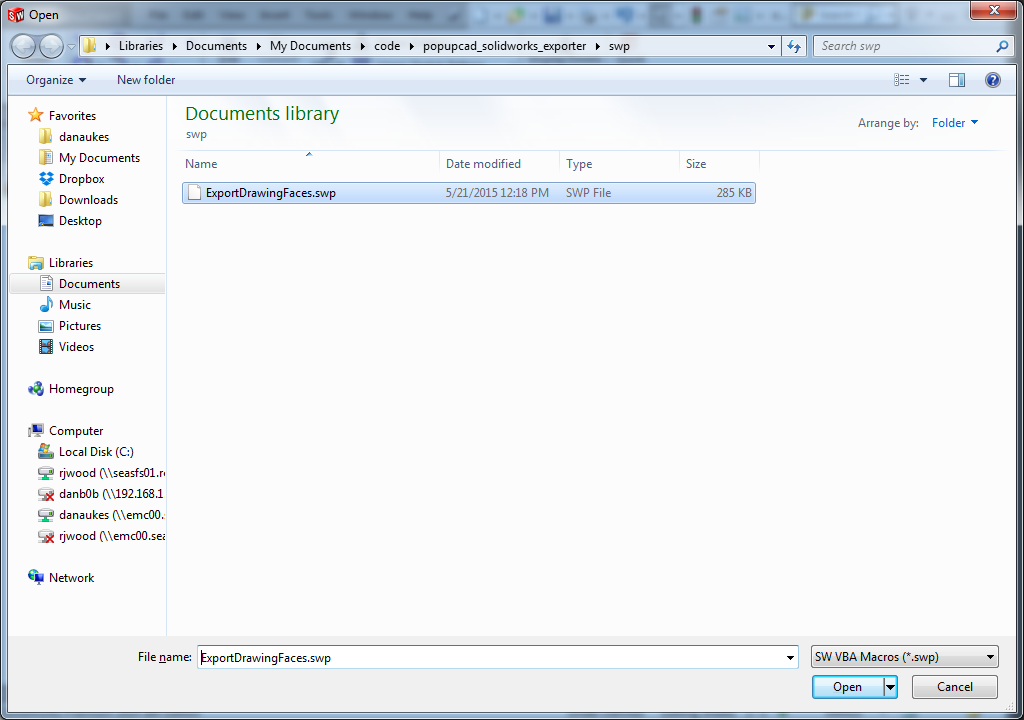 Open
Libraries Documents My Documents code popupcad_solidworks_exporter swp
Search swp
Organize New folder
Favorites
danaukes
My Documents
Dropbox
Downloads
Desktop
Libraries
Documents
Music
Pictures
Videos
Homegroup
Computer
Local Disk (C:)
rjwood (\\seasfs01.re
danb0b (\\192.168.1
danaukes (\\emc00.
rjwood (\\emc00.sea
Network
Documents library
swp
Arrange by: Folder
Name Date modified Type Size
ExportDrawingFaces.swp 5/21/2015 12:18 PM SWP File 285 KB
File name: ExportDrawingFaces.swp
SW VBA Macros (*.swp)
Open Cancel